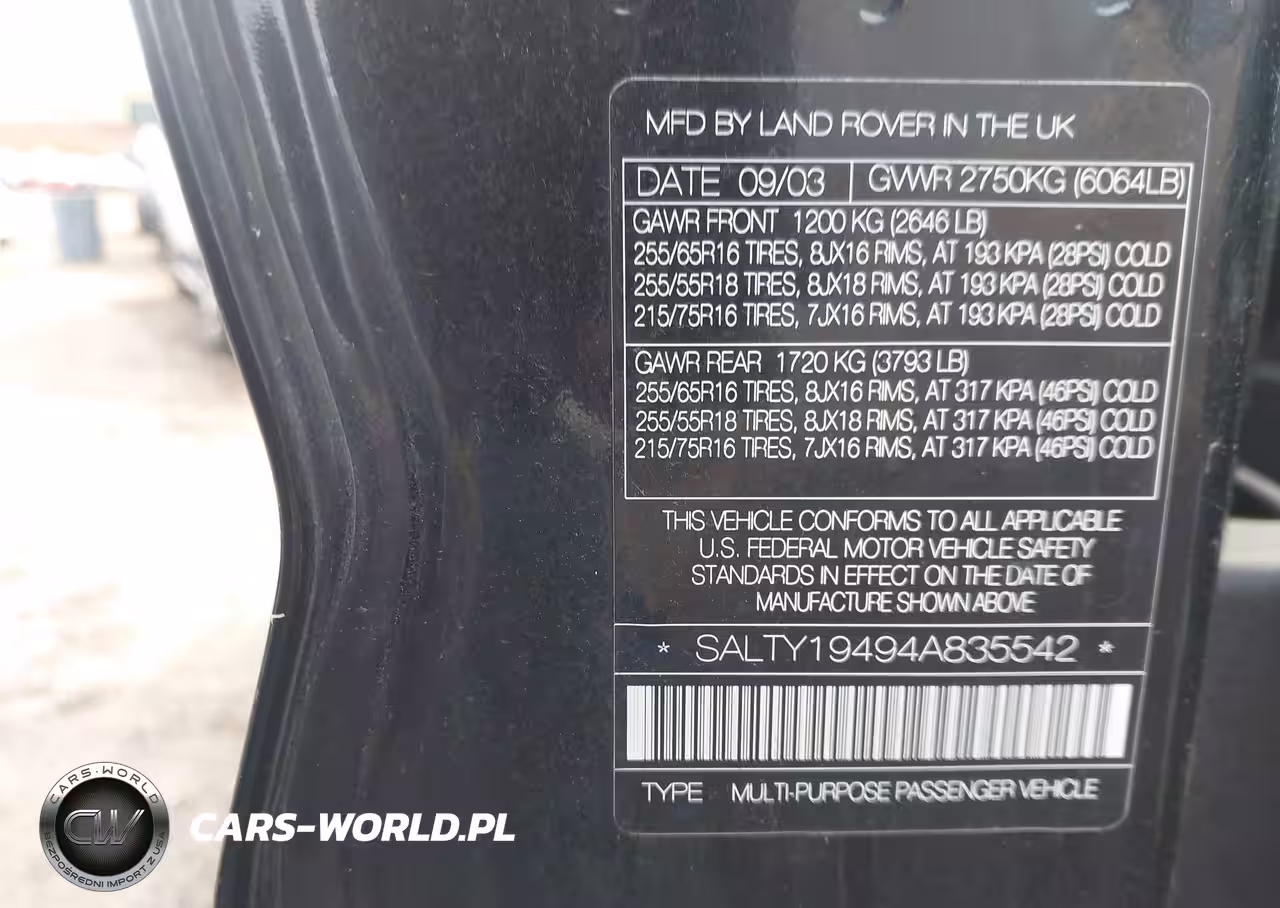 MFD BY LAND ROVER IN THE UK
DATE 09/03 GVWR 2750KG (6064LB)
GAWR FRONT 1200 KG (2646 LB)
255/65R16 TIRES, 8JX16 RIMS, AT 193 KPA (28PSI) COLD
255/55R18 TIRES, 8JX18 RIMS, AT 193 KPA (28PSI) COLD
215/75R16 TIRES, 7JX16 RIMS, AT 193 KPA (28PSI) COLD
GAWR REAR 1720 KG (3793 LB)
255/65R16 TIRES, 8JX16 RIMS, AT 317 KPA (46PSI) COLD
255/55R18 TIRES, 8JX18 RIMS, AT 317 KPA (46PSI) COLD
215/75R16 TIRES, 7JX16 RIMS, AT 317 KPA (46PSI) COLD
THIS VEHICLE CONFORMS TO ALL APPLICABLE
U.S. FEDERAL MOTOR VEHICLE SAFETY
STANDARDS IN EFFECT ON THE DATE OF
MANUFACTURE SHOWN ABOVE
* SALTY19494A835542 *
TYPE MULTI-PURPOSE PASSENGER VEHICLE
CARS-WORLD
CW
BEZPOŚREDNI IMPORT Z USA
CARS-WORLD.PL